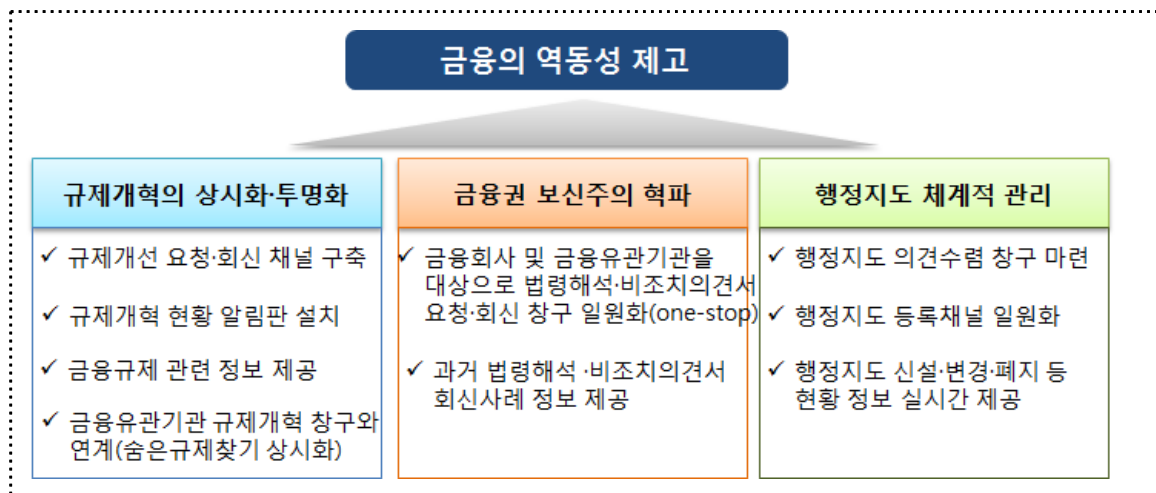 금융의 역동성 제고
규제개혁의 상시화·투명화
✓ 규제개선 요청·회신 채널 구축
✓ 규제개혁 현황 알림판 설치
✓ 금융규제 관련 정보 제공
✓ 금융유관기관 규제개혁 창구와
연계(숨은규제찾기 상시화)
금융권 보신주의 혁파
✓ 금융회사 및 금융유관기관을
대상으로 법령해석·비조치의견서
요청·회신 창구 일원화(one-stop)
✓ 과거 법령해석 ·비조치의견서
회신사례 정보 제공
행정지도 체계적 관리
✓ 행정지도 의견수렴 창구 마련
✓ 행정지도 등록채널 일원화
✓ 행정지도 신설·변경·폐지 등
현황 정보 실시간 제공